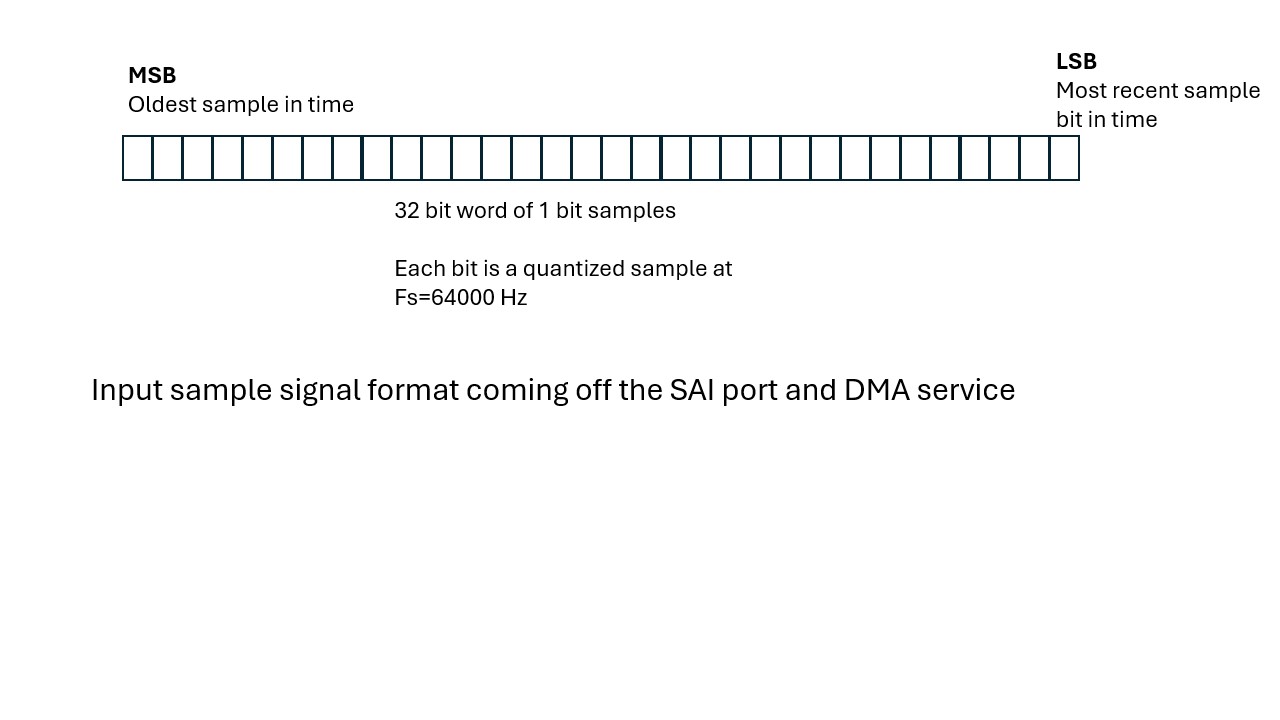 MSB
Oldest sample in time
LSB
Most recent sample
bit in time
32 bit word of 1 bit samples
Each bit is a quantized sample at
Fs=64000 Hz
Input sample signal format coming off the SAI port and DMA service